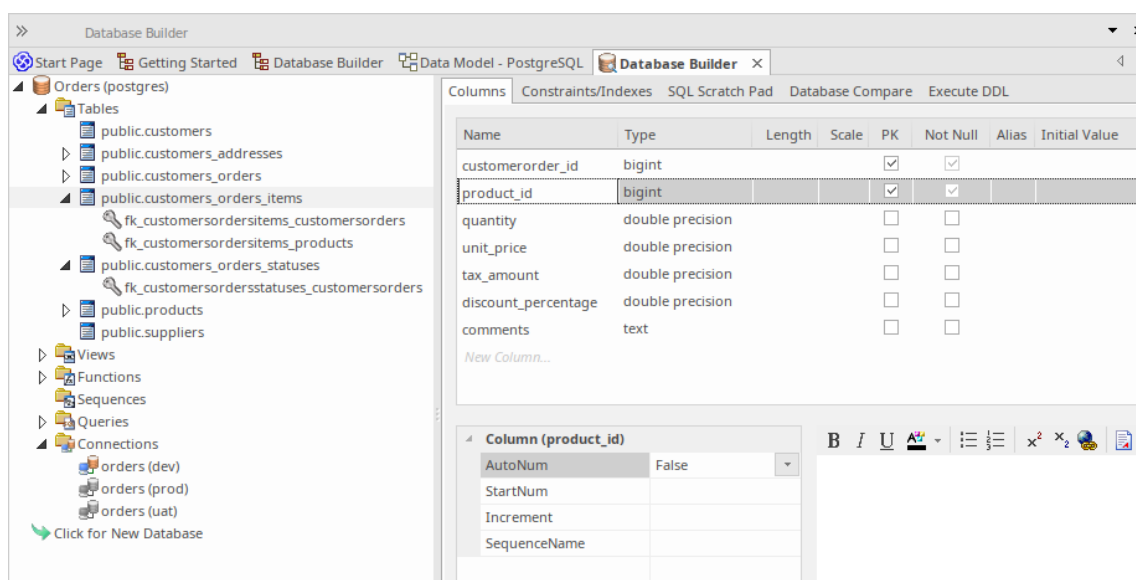 Database Builder
Start Page Getting Started Database Builder Data Model - PostgreSQL Database Builder
Orders (postgres)
Tables
public.customers
public.customers_addresses
public.customers_orders
public.customers_orders_items
fk_customersordersitems_customersorders
fk_customersordersitems_products
public.customers_orders_statuses
fk_customersordersstatuses_customersorders
public.products
public.suppliers
Views
Functions
Sequences
Queries
Connections
orders (dev)
orders (prod)
orders (uat)
Click for New Database
Columns Constraints/Indexes SQL Scratch Pad Database Compare Execute DDL
Name Type Length Scale PK Not Null Alias Initial Value
customerorder_id bigint
product_id bigint
quantity double precision
unit_price double precision
tax_amount double precision
discount_percentage double precision
comments text
New Column...
Column (product_id)
AutoNum False
StartNum
Increment
SequenceName
B I U A x² x₂